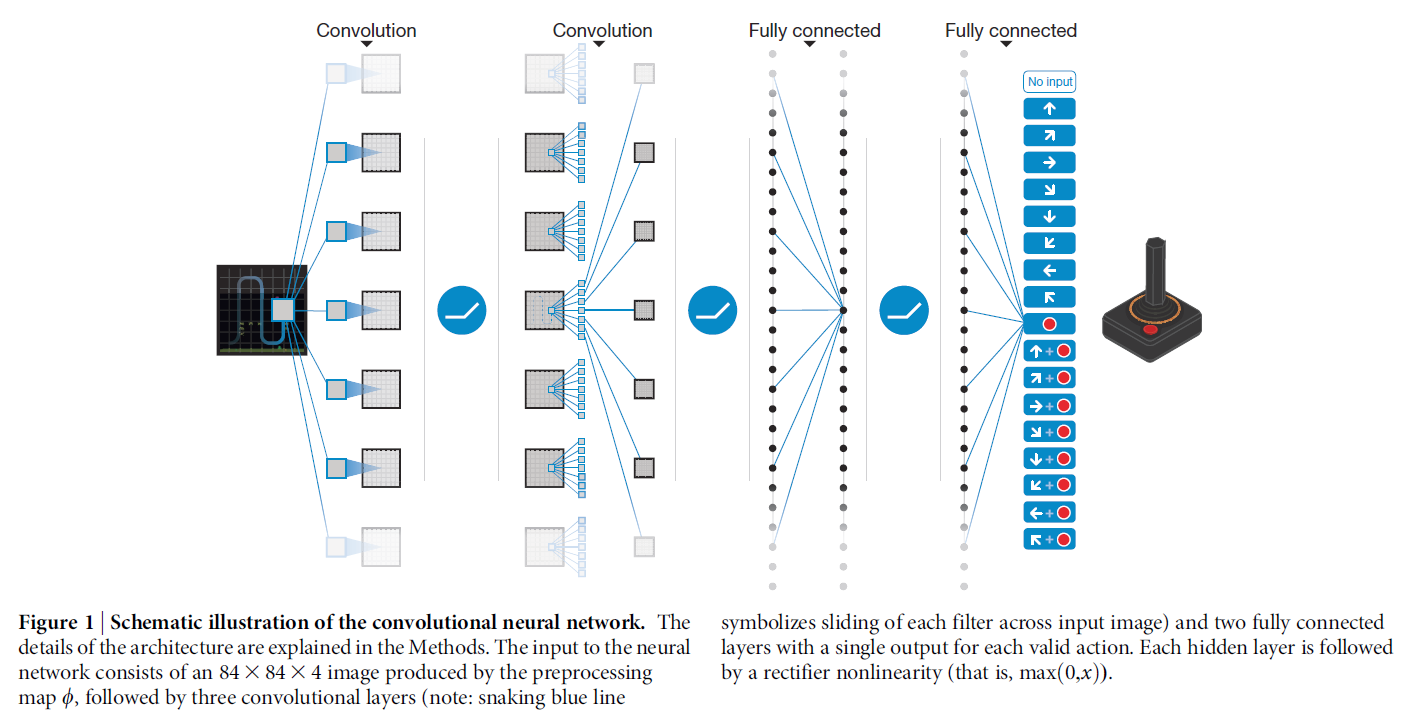 Convolution
Convolution
Fully connected
Fully connected
No input
+
+
+
+
+
+
+
+
Figure 1 | Schematic illustration of the convolutional neural network. The
details of the architecture are explained in the Methods. The input to the neural
network consists of an 84 × 84 × 4 image produced by the preprocessing
map ϕ, followed by three convolutional layers (note: snaking blue line
symbolizes sliding of each filter across input image) and two fully connected
layers with a single output for each valid action. Each hidden layer is followed
by a rectifier nonlinearity (that is, max(0,x)).